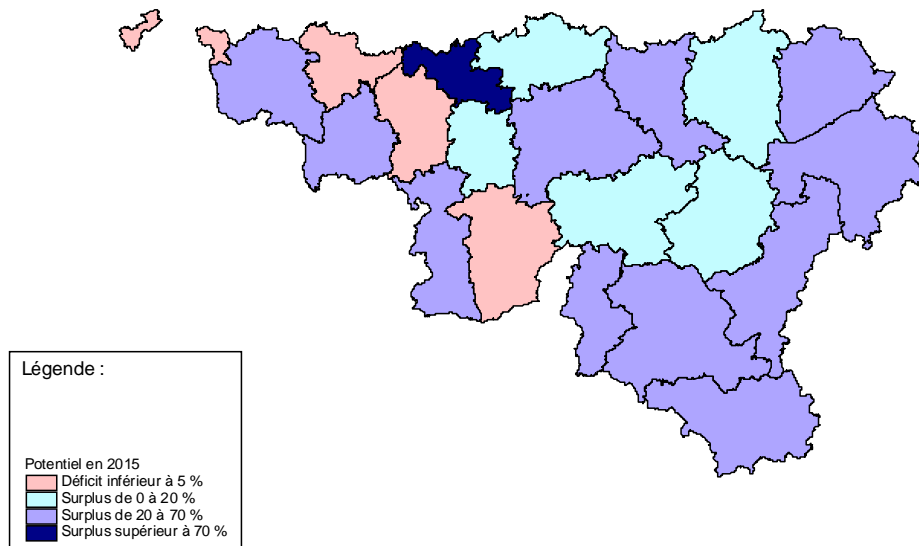 Légende :
Potentiel en 2015
Déficit inférieur à 5 %
Surplus de 0 à 20 %
Surplus de 20 à 70 %
Surplus supérieur à 70 %